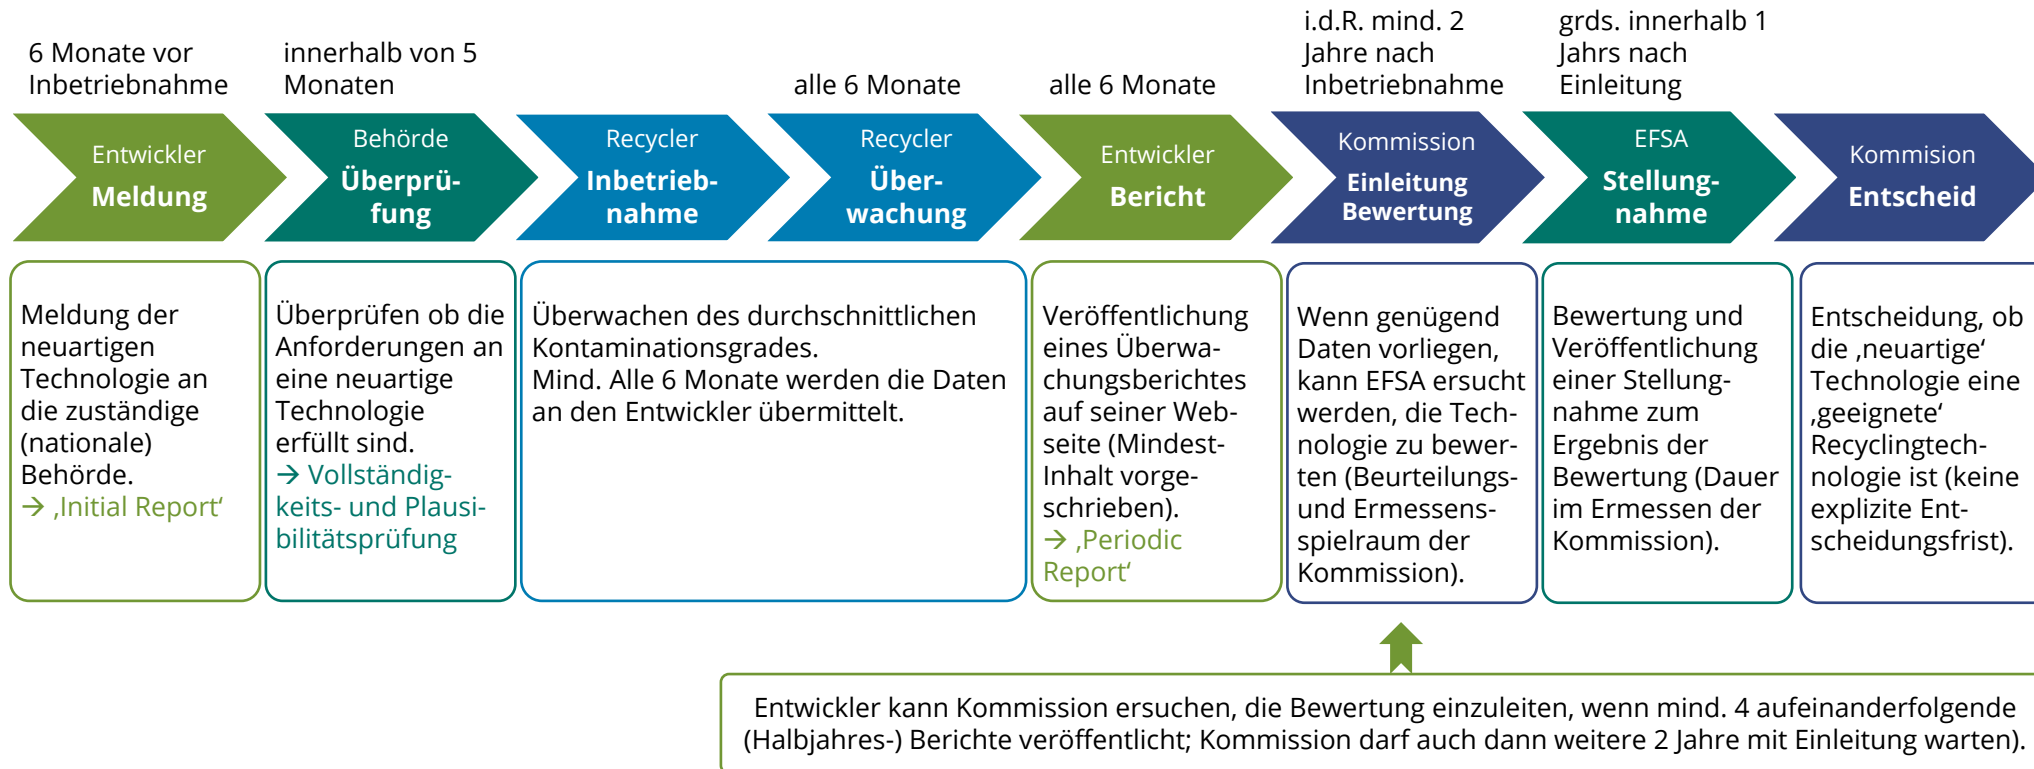 6 Monate vor
Inbetriebnahme
innerhalb von 5
Monaten
alle 6 Monate
alle 6 Monate
i.d.R. mind. 2
Jahre nach
Inbetriebnahme
grds. innerhalb 1
Jahrs nach
Einleitung
Entwickler
Meldung
Behörde
Überprü-
fung
Recycler
Inbetrieb-
nahme
Recycler
Über-
wachung
Entwickler
Bericht
Kommission
Einleitung
Bewertung
EFSA
Stellung-
nahme
Kommision
Entscheid
Meldung der
neuartigen
Technologie an
die zuständige
(nationale)
Behörde.
→ ‚Initial Report‘
Überprüfen ob die
Anforderungen an
eine neuartige
Technologie
erfüllt sind.
→ Vollständig-
keits- und Plausi-
bilitätsprüfung
Überwachen des durchschnittlichen
Kontaminationsgrades.
Mind. Alle 6 Monate werden die Daten
an den Entwickler übermittelt.
Veröffentlichung
eines Überwa-
chungsberichtes
auf seiner Web-
seite (Mindest-
Inhalt vorge-
schrieben).
→ ‚Periodic
Report‘
Wenn genügend
Daten vorliegen,
kann EFSA ersucht
werden, die Tech-
nologie zu bewer-
ten (Beurteilungs-
und Ermessens-
spielraum der
Kommission).
Bewertung und
Veröffentlichung
einer Stellung-
nahme zum
Ergebnis der
Bewertung (Dauer
im Ermessen der
Kommission).
Entscheidung, ob
die ‚neuartige‘
Technologie eine
‚geeignete‘
Recyclingtech-
nologie ist (keine
explizite Ent-
scheidungsfrist).
Entwickler kann Kommission ersuchen, die Bewertung einzuleiten, wenn mind. 4 aufeinanderfolgende
(Halbjahres-) Berichte veröffentlicht; Kommission darf auch dann weitere 2 Jahre mit Einleitung warten).